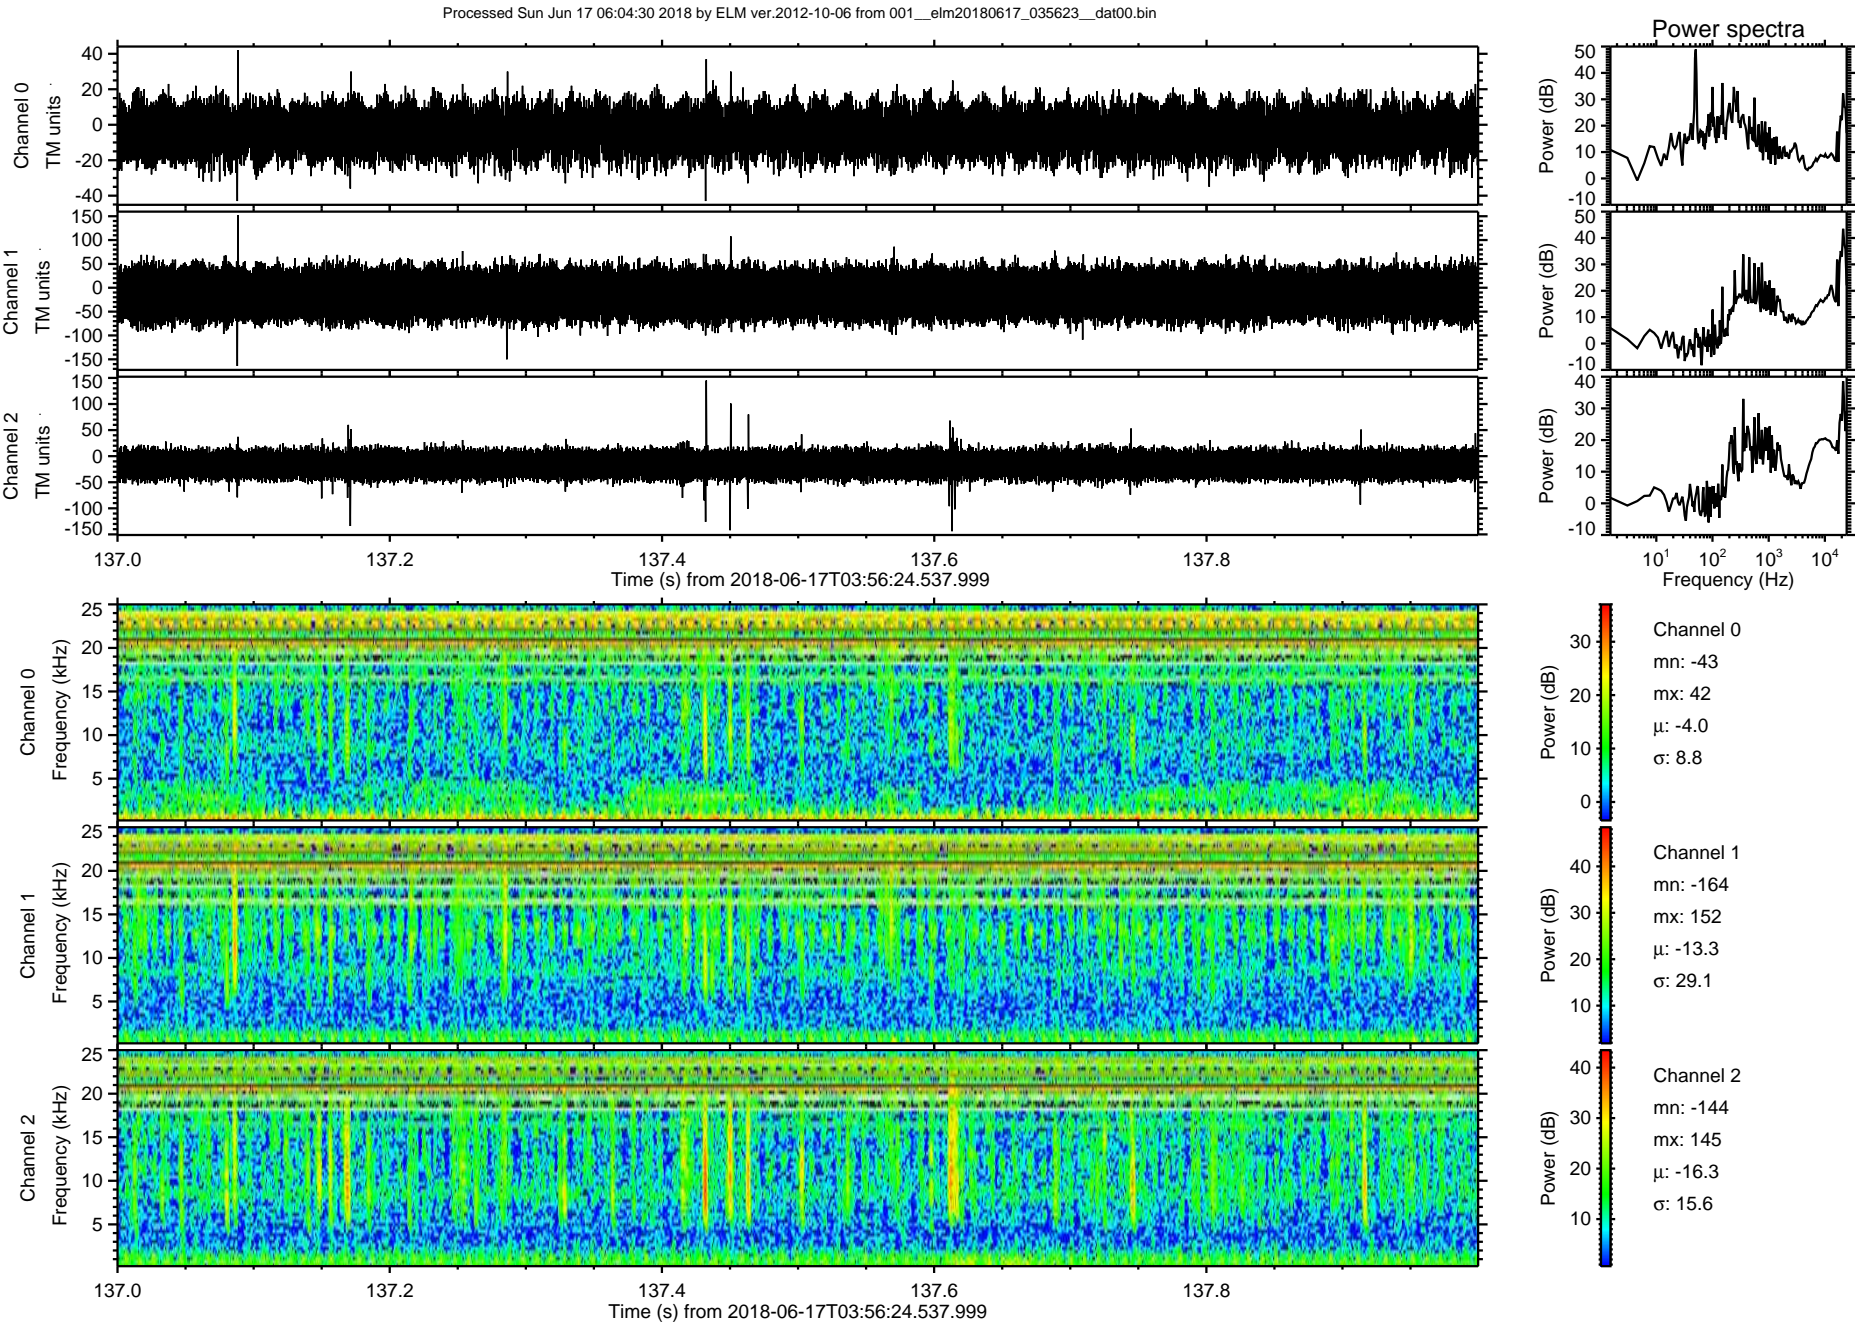 Processed Sun Jun 17 06:04:30 2018 by ELM ver.2012-10-06 from 001__elm20180617_035623__dat00.bin
Power spectra
Channel 0
TM units
40
20
0
-20
-40
Power (dB)
50
40
30
20
10
0
-10
Channel 1
TM units
150
100
50
0
-50
-100
-150
Power (dB)
50
40
30
20
10
0
-10
Channel 2
TM units
150
100
50
0
-50
-100
-150
Power (dB)
40
30
20
10
0
-10
137.0 137.2 137.4 137.6 137.8
Time (s) from 2018-06-17T03:56:24.537.999
10¹ 10² 10³ 10⁴
Frequency (Hz)
Channel 0
Frequency (kHz)
25
20
15
10
5
Power (dB)
30
20
10
0
Channel 0
mn: -43
mx: 42
μ: -4.0
σ: 8.8
Channel 1
Frequency (kHz)
25
20
15
10
5
Power (dB)
40
30
20
10
Channel 1
mn: -164
mx: 152
μ: -13.3
σ: 29.1
Channel 2
Frequency (kHz)
25
20
15
10
5
Power (dB)
40
30
20
10
Channel 2
mn: -144
mx: 145
μ: -16.3
σ: 15.6
137.0 137.2 137.4 137.6 137.8
Time (s) from 2018-06-17T03:56:24.537.999